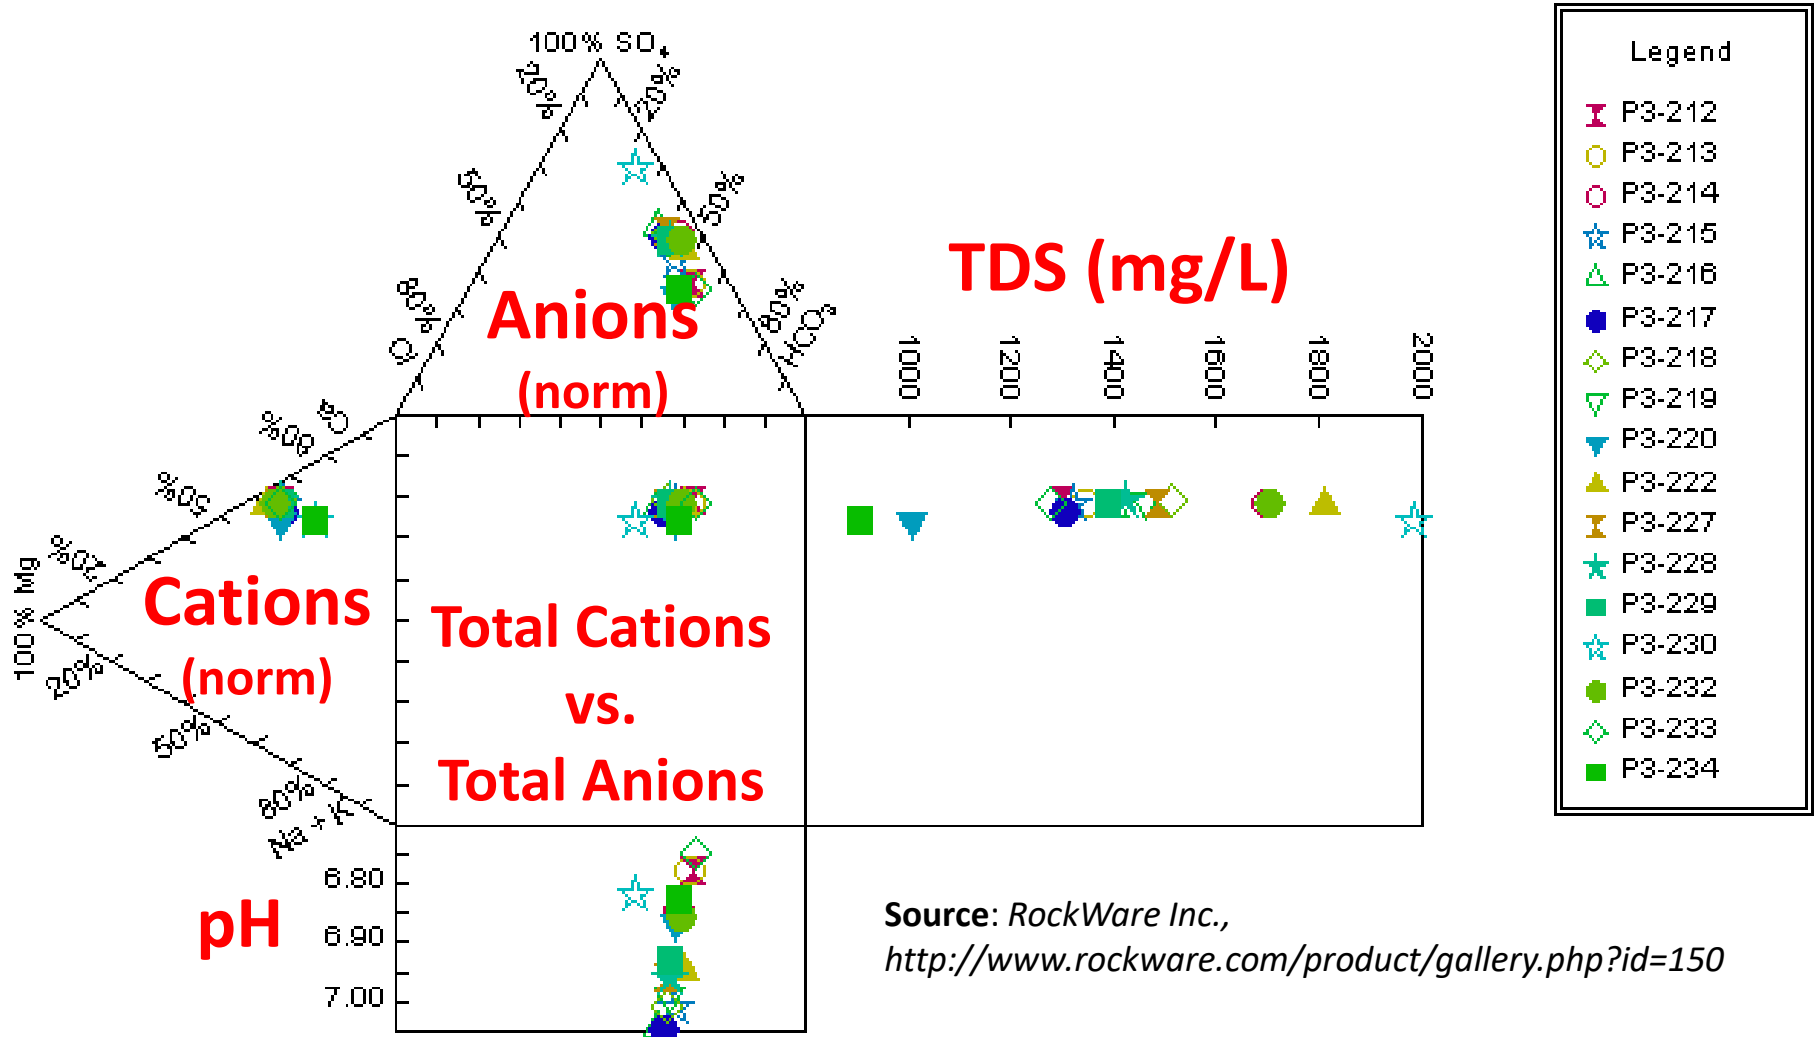 100% SO4
20%
20%
50%
50%
80%
80%
Cl
HCO3
Anions
(norm)
TDS (mg/L)
1000
1200
1400
1600
1800
2000
Ca
80%
50%
20%
100% Mg
20%
50%
80%
Na + K
Cations
(norm)
Total Cations
vs.
Total Anions
pH
6.80
6.90
7.00
Source: RockWare Inc.,
http://www.rockware.com/product/gallery.php?id=150
Legend
P3-212
P3-213
P3-214
P3-215
P3-216
P3-217
P3-218
P3-219
P3-220
P3-222
P3-227
P3-228
P3-229
P3-230
P3-232
P3-233
P3-234